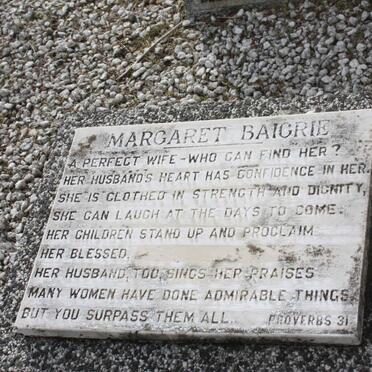 MARGARET BAIGRIE
A PERFECT WIFE - WHO CAN FIND HER?
HER HUSBAND'S HEART HAS CONFIDENCE IN HER.
SHE IS CLOTHED IN STRENGTH AND DIGNITY,
SHE CAN LAUGH AT THE DAYS TO COME.
HER CHILDREN STAND UP AND PROCLAIM
HER BLESSED,
HER HUSBAND, TOO, SINGS HER PRAISES
MANY WOMEN HAVE DONE ADMIRABLE THINGS,
BUT YOU SURPASS THEM ALL. PROVERBS 31